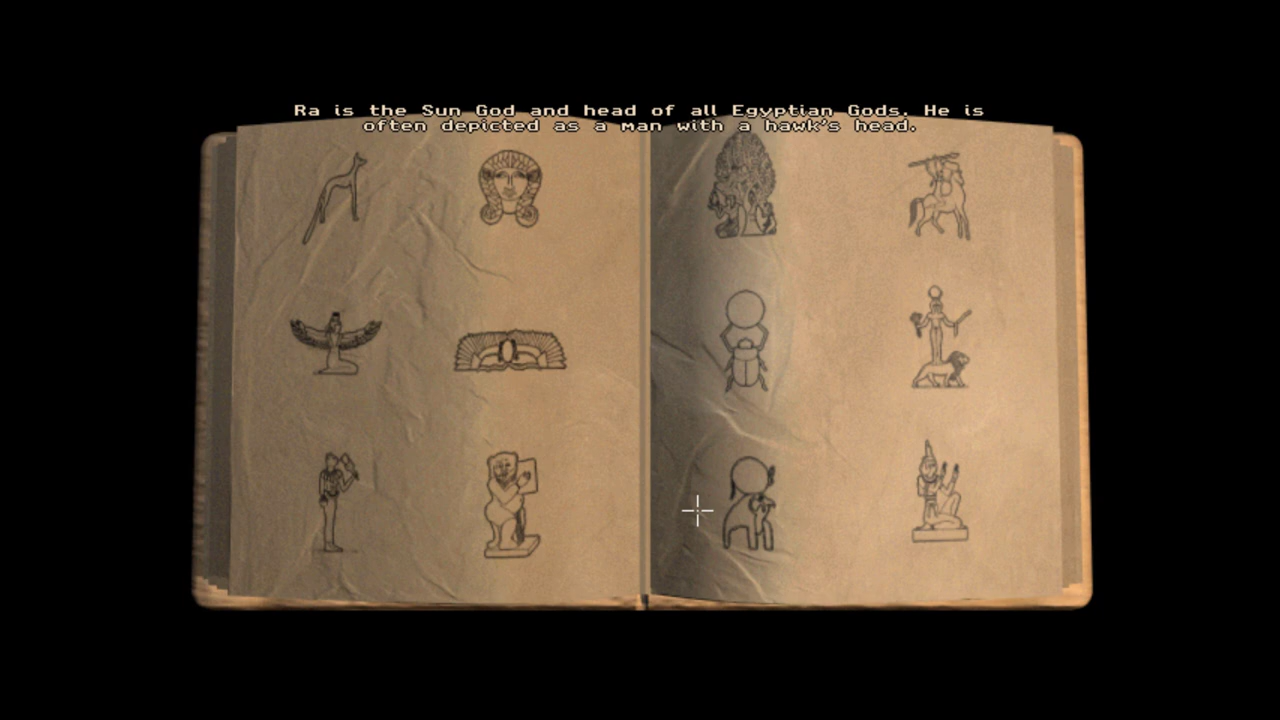 Ra is the Sun God and head of all Egyptian Gods. He is
often depicted as a man with a hawk's head.